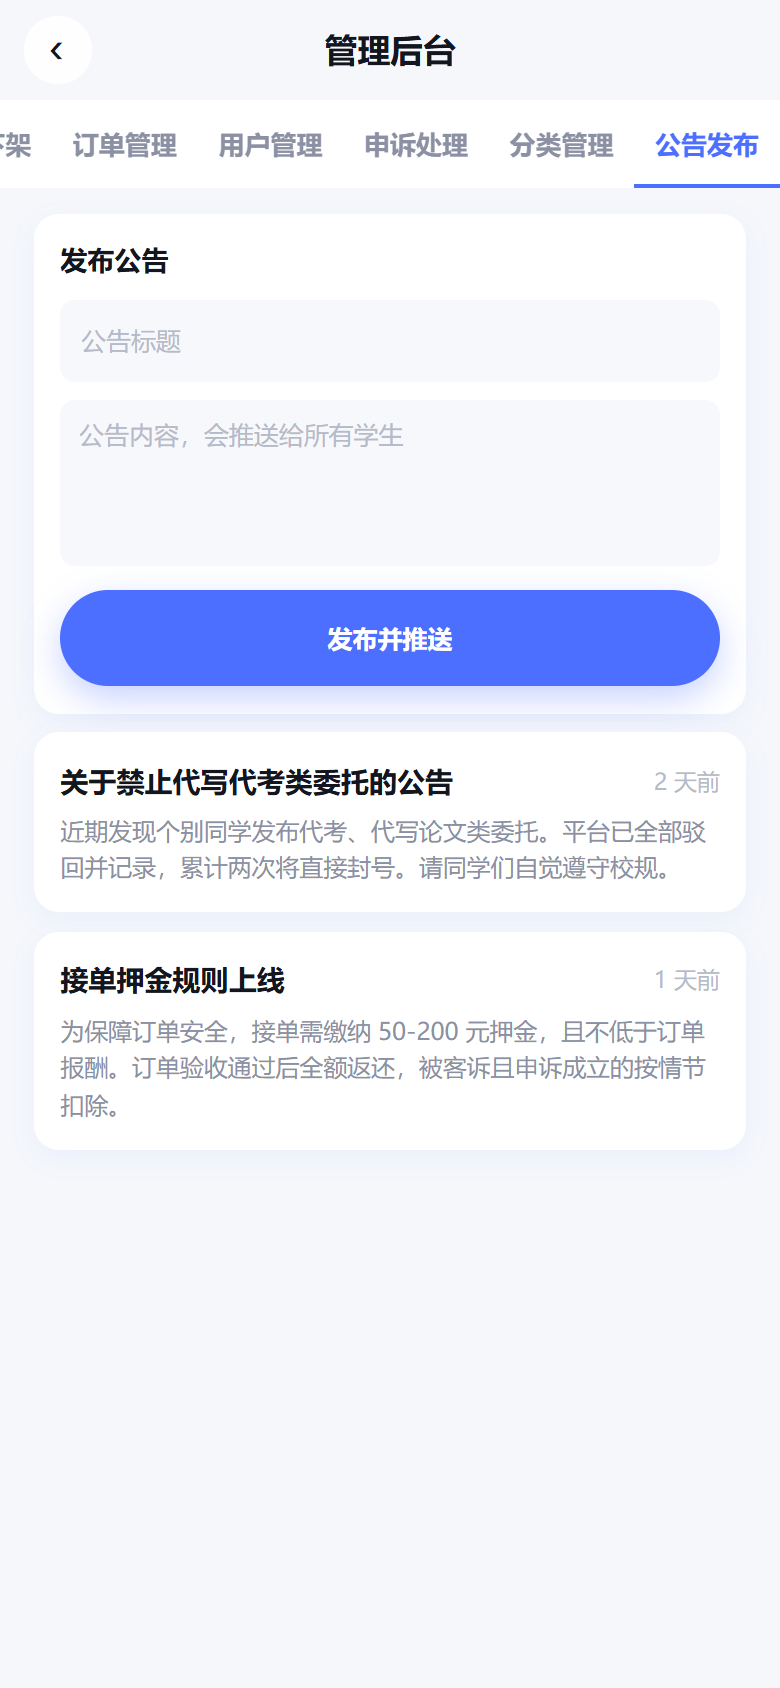 ‹
管理后台
下架 订单管理 用户管理 申诉处理 分类管理 公告发布
发布公告
公告标题
公告内容，会推送给所有学生
发布并推送
关于禁止代写代考类委托的公告 2 天前
近期发现个别同学发布代考、代写论文类委托。平台已全部驳
回并记录，累计两次将直接封号。请同学们自觉遵守校规。
接单押金规则上线 1 天前
为保障订单安全，接单需缴纳 50-200 元押金，且不低于订单
报酬。订单验收通过后全额返还，被客诉且申诉成立的按情节
扣除。